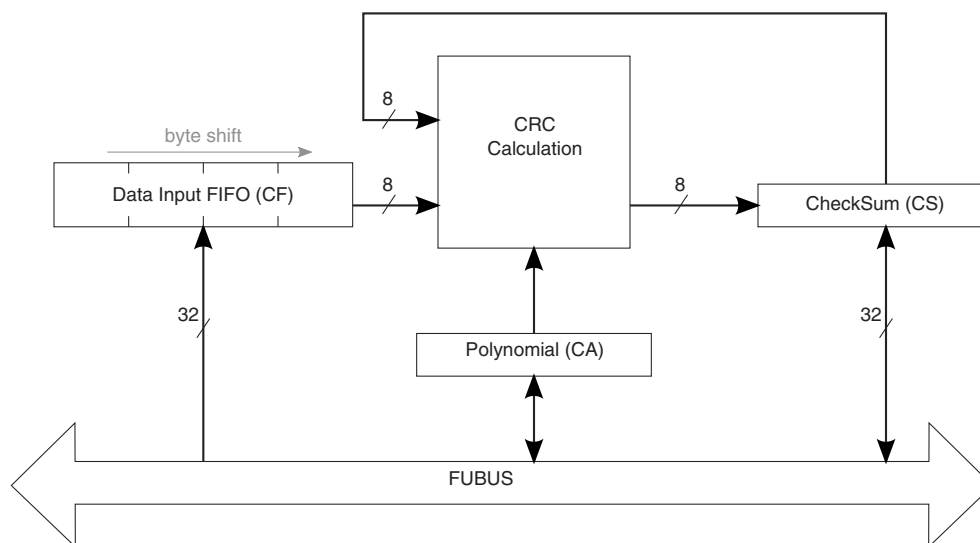 8
CRC
Calculation
byte shift
Data Input FIFO (CF)
8
8
CheckSum (CS)
32
32
Polynomial (CA)
FUBUS